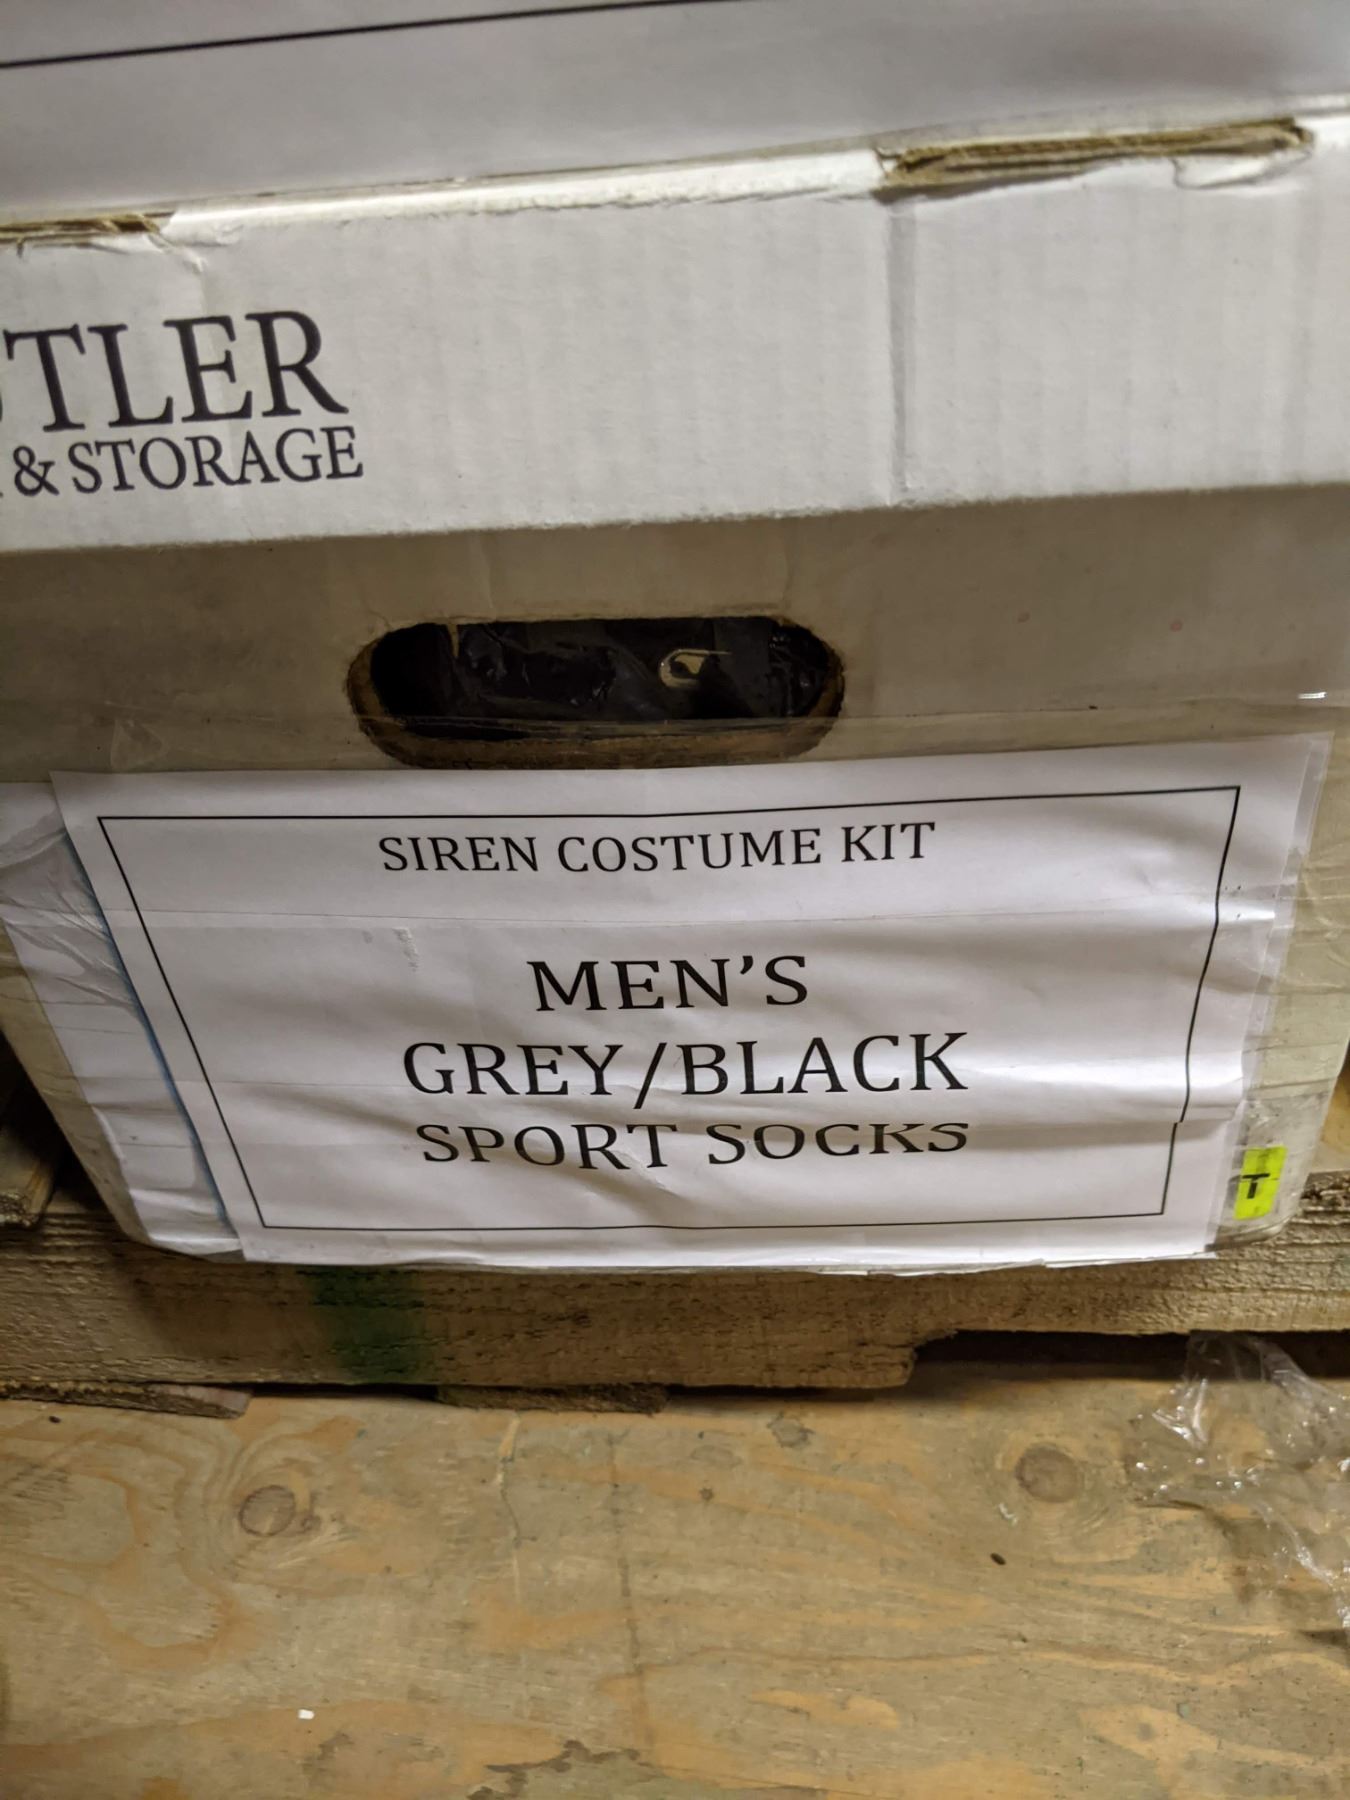 TLER
& STORAGE
SIREN COSTUME KIT
MEN'S
GREY/BLACK
SPORT SOCKS
T